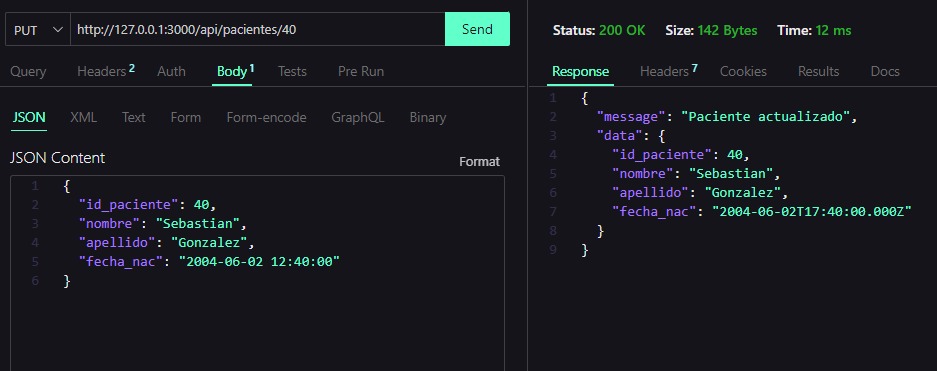 PUT http://127.0.0.1:3000/api/pacientes/40 Send
Query Headers 2 Auth Body 1 Tests Pre Run
JSON XML Text Form Form-encode GraphQL Binary
JSON Content Format
1 {
2 "id_paciente": 40,
3 "nombre": "Sebastian",
4 "apellido": "Gonzalez",
5 "fecha_nac": "2004-06-02 12:40:00"
6 }
Status: 200 OK Size: 142 Bytes Time: 12 ms
Response Headers 7 Cookies Results Docs
1 {
2 "message": "Paciente actualizado",
3 "data": {
4 "id_paciente": 40,
5 "nombre": "Sebastian",
6 "apellido": "Gonzalez",
7 "fecha_nac": "2004-06-02T17:40:00.000Z"
8 }
9 }